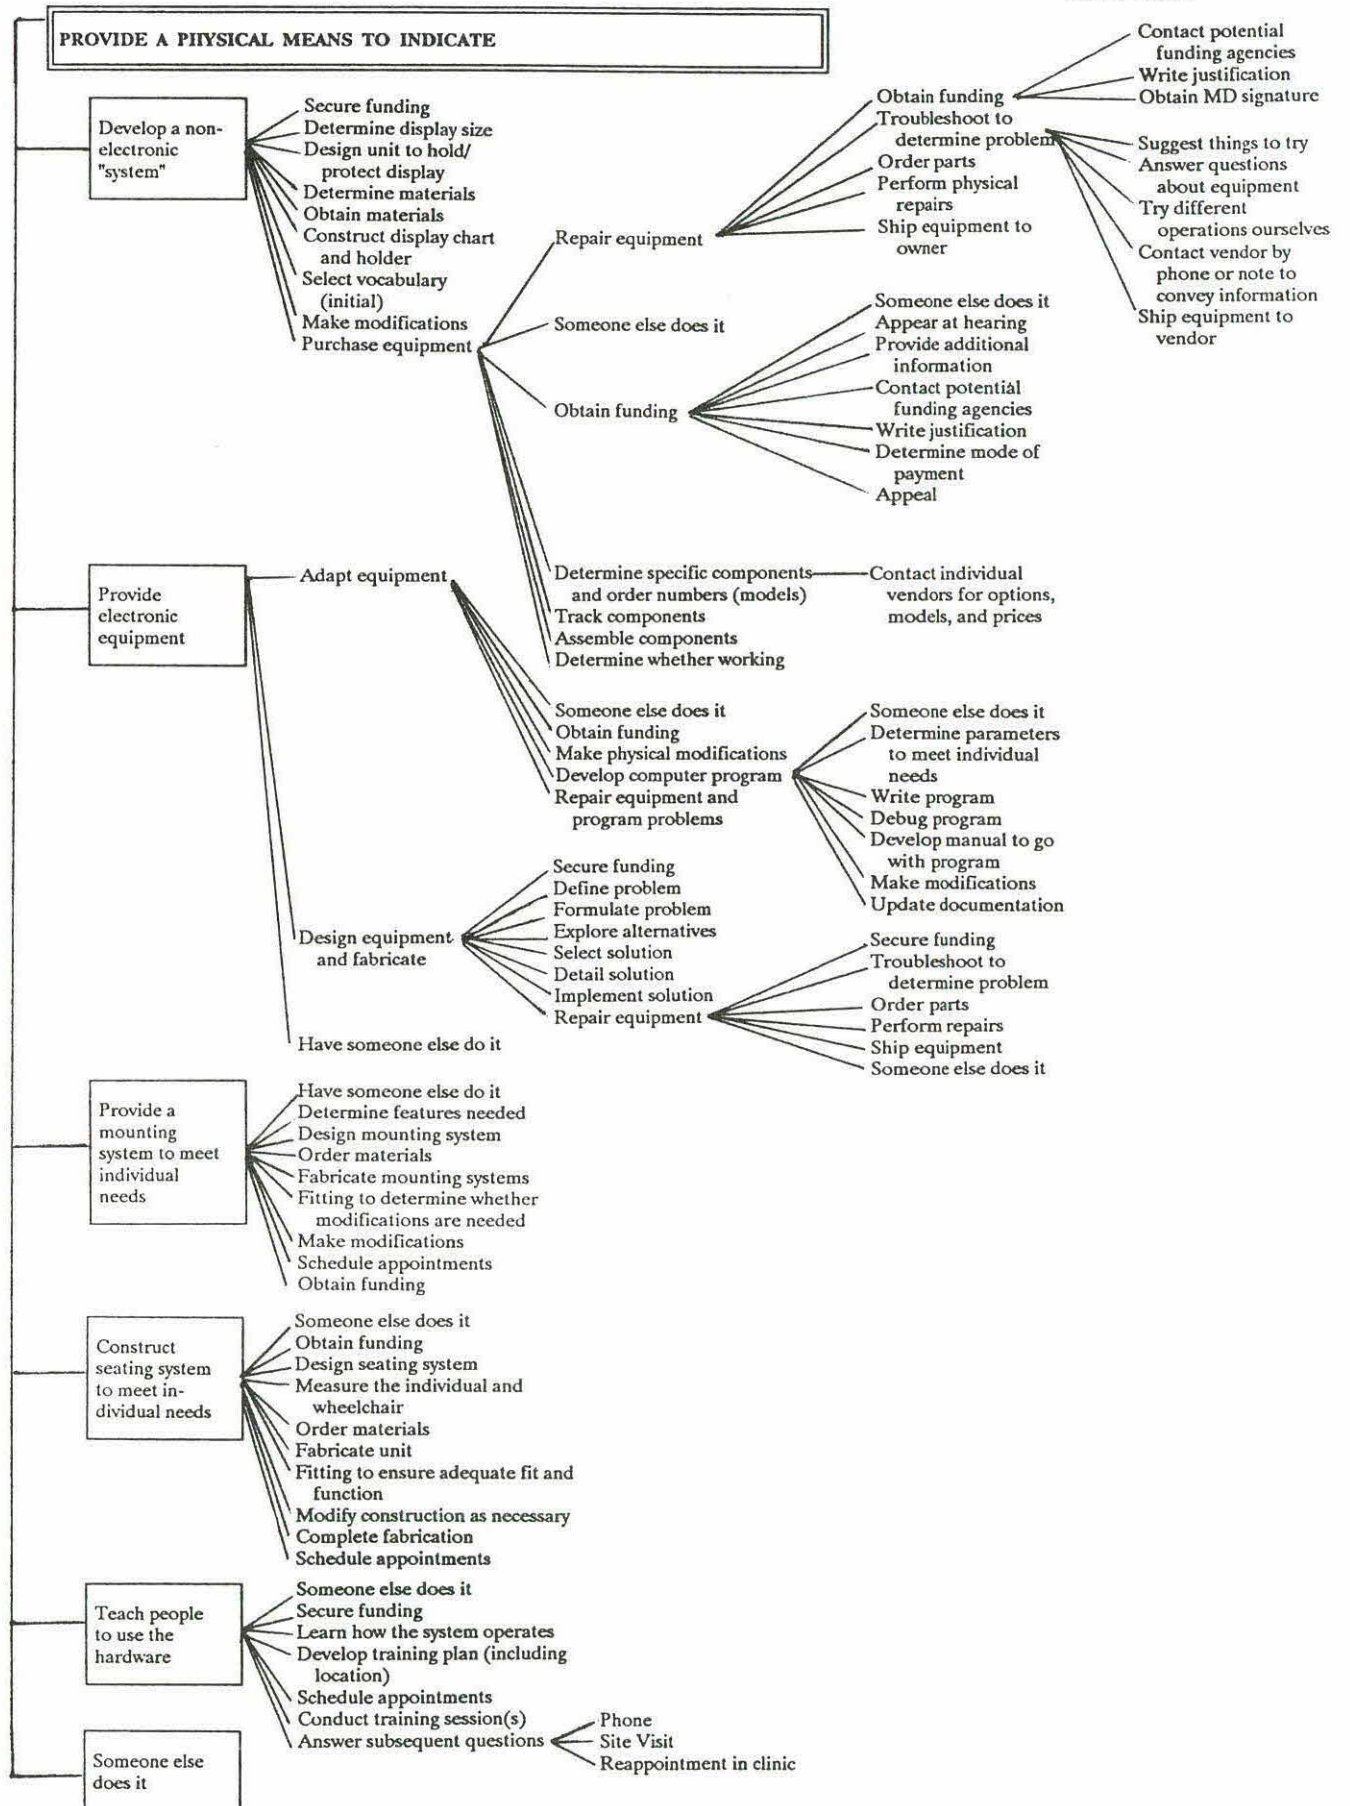 PROVIDE A PHYSICAL MEANS TO INDICATE
Develop a non-
electronic
"system"
Secure funding
Determine display size
Design unit to hold/
protect display
Determine materials
Obtain materials
Construct display chart
and holder
Select vocabulary
(initial)
Make modifications
Purchase equipment
Repair equipment
Someone else does it
Obtain funding
Obtain funding
Troubleshoot to
determine problem
Order parts
Perform physical
repairs
Ship equipment to
owner
Contact potential
funding agencies
Write justification
Obtain MD signature
Suggest things to try
Answer questions
about equipment
Try different
operations ourselves
Contact vendor by
phone or note to
convey information
Ship equipment to
vendor
Someone else does it
Appear at hearing
Provide additional
information
Contact potential
funding agencies
Write justification
Determine mode of
payment
Appeal
Determine specific components
and order numbers (models)
Track components
Assemble components
Determine whether working
Contact individual
vendors for options,
models, and prices
Provide
electronic
equipment
Adapt equipment
Someone else does it
Obtain funding
Make physical modifications
Develop computer program
Repair equipment and
program problems
Someone else does it
Determine parameters
to meet individual
needs
Write program
Debug program
Develop manual to go
with program
Make modifications
Update documentation
Design equipment
and fabricate
Secure funding
Define problem
Formulate problem
Explore alternatives
Select solution
Detail solution
Implement solution
Repair equipment
Secure funding
Troubleshoot to
determine problem
Order parts
Perform repairs
Ship equipment
Someone else does it
Have someone else do it
Provide a
mounting
system to meet
individual
needs
Have someone else do it
Determine features needed
Design mounting system
Order materials
Fabricate mounting systems
Fitting to determine whether
modifications are needed
Make modifications
Schedule appointments
Obtain funding
Construct
seating system
to meet in-
dividual needs
Someone else does it
Obtain funding
Design seating system
Measure the individual and
wheelchair
Order materials
Fabricate unit
Fitting to ensure adequate fit and
function
Modify construction as necessary
Complete fabrication
Schedule appointments
Teach people
to use the
hardware
Someone else does it
Secure funding
Learn how the system operates
Develop training plan (including
location)
Schedule appointments
Conduct training session(s)
Answer subsequent questions
Phone
Site Visit
Reappointment in clinic
Someone else
does it